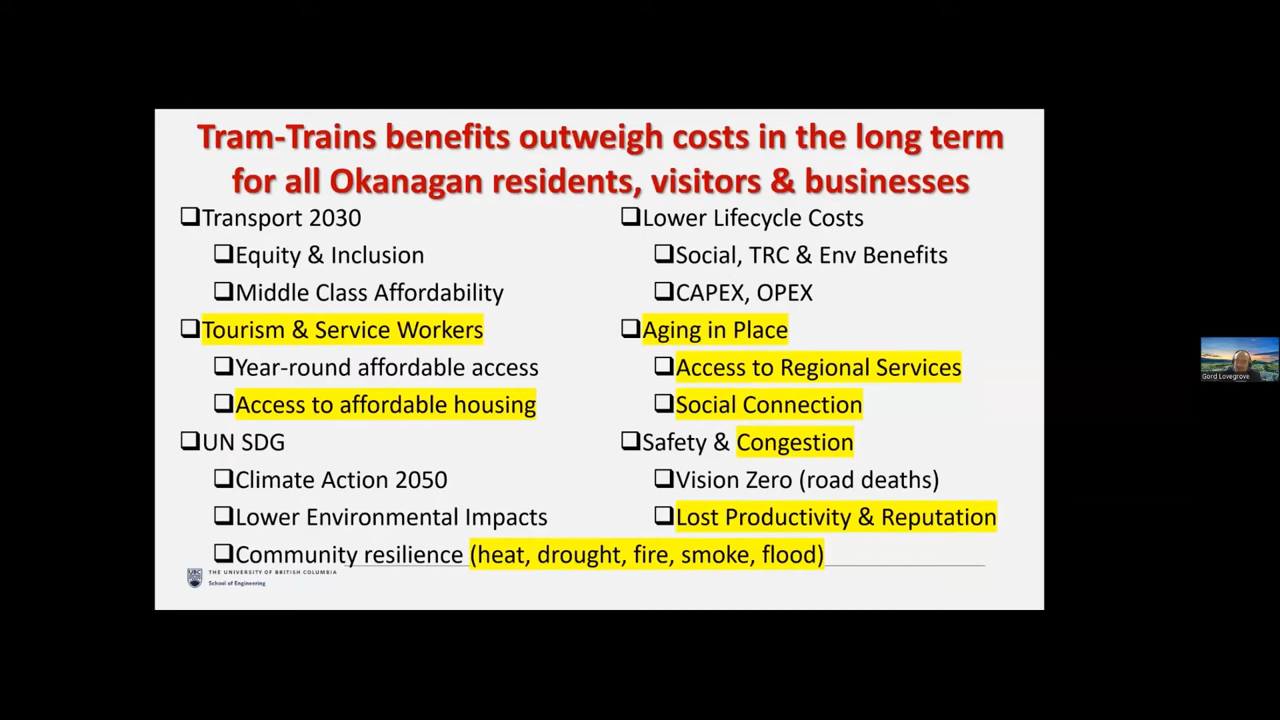 Tram-Trains benefits outweigh costs in the long term
for all Okanagan residents, visitors & businesses
❑Transport 2030
❑Equity & Inclusion
❑Middle Class Affordability
❑Tourism & Service Workers
❑Year-round affordable access
❑Access to affordable housing
❑UN SDG
❑Climate Action 2050
❑Lower Environmental Impacts
❑Community resilience (heat, drought, fire, smoke, flood)
❑Lower Lifecycle Costs
❑Social, TRC & Env Benefits
❑CAPEX, OPEX
❑Aging in Place
❑Access to Regional Services
❑Social Connection
❑Safety & Congestion
❑Vision Zero (road deaths)
❑Lost Productivity & Reputation
UBC
THE UNIVERSITY OF BRITISH COLUMBIA
School of Engineering
Gord Lovegrove